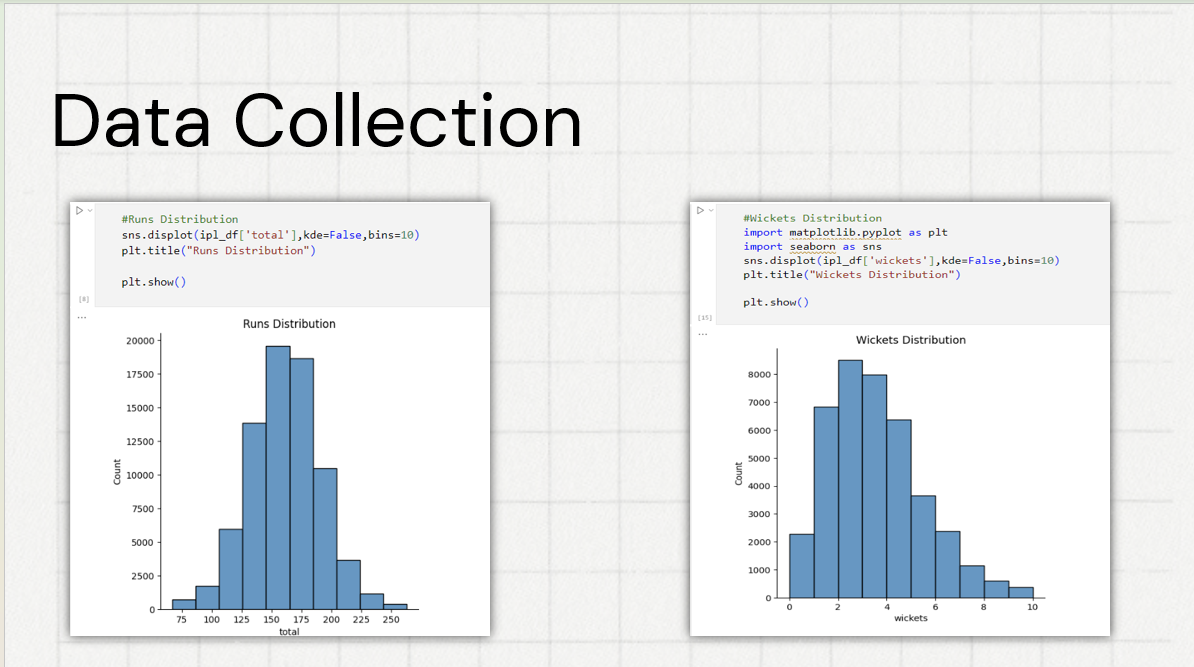 Data Collection
#Runs Distribution
sns.displot(ipl_df['total'],kde=False,bins=10)
plt.title("Runs Distribution")
plt.show()
[8]
...
Runs Distribution
20000
17500
15000
12500
10000
7500
5000
2500
0
Count
75 100 125 150 175 200 225 250
total
#Wickets Distribution
import matplotlib.pyplot as plt
import seaborn as sns
sns.displot(ipl_df['wickets'],kde=False,bins=10)
plt.title("Wickets Distribution")
plt.show()
[15]
...
Wickets Distribution
8000
7000
6000
5000
4000
3000
2000
1000
0
Count
0 2 4 6 8 10
wickets